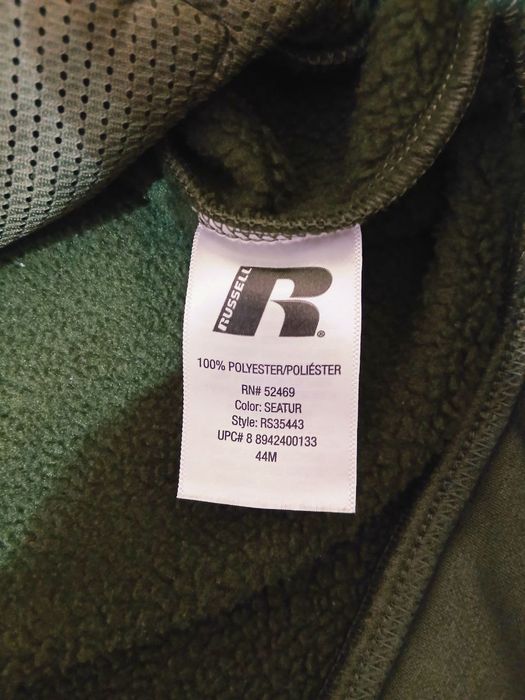 RUSSELL
R®
100% POLYESTER/POLIÉSTER
RN# 52469
Color: SEATUR
Style: RS35443
UPC# 8 8942400133
44M